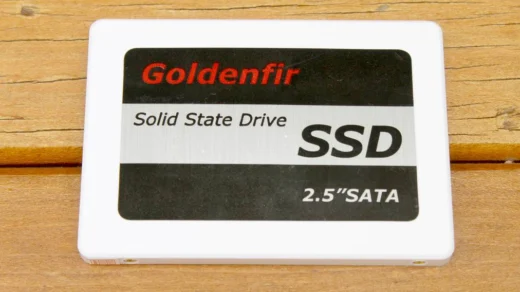 Goldenfir
Solid State Drive
SSD
2.5"SATA